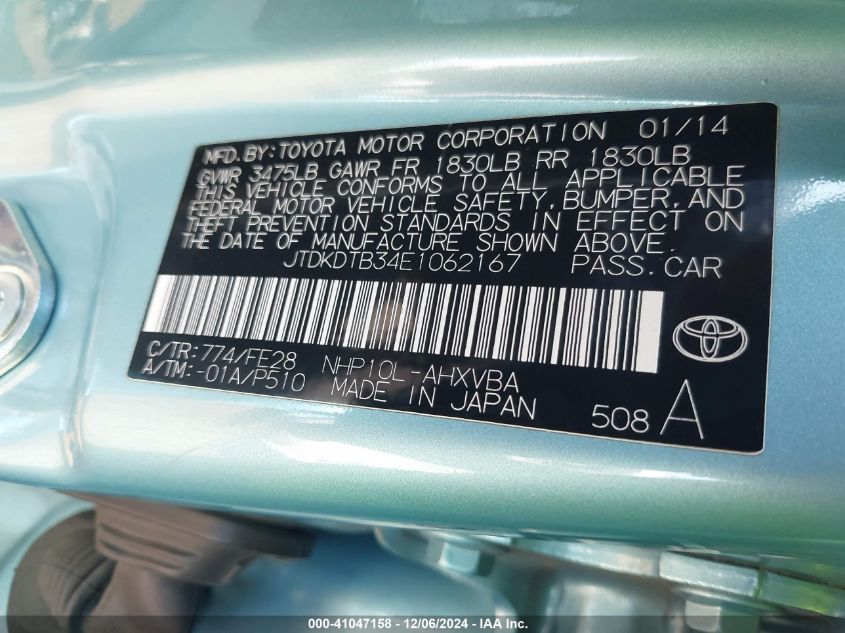 MFD.BY:TOYOTA MOTOR CORPORATION 01/14
GVWR 3475LB GAWR FR 1830LB RR 1830LB
THIS VEHICLE CONFORMS TO ALL APPLICABLE
FEDERAL MOTOR VEHICLE SAFETY,BUMPER,AND
THEFT PREVENTION STANDARDS IN EFFECT ON
THE DATE OF MANUFACTURE SHOWN ABOVE.
JTDKDTB34E1062167 PASS.CAR
C/TR:774/FE28 NHP10L-AHXVBA
A/TM:-01A/P510 MADE IN JAPAN
508 A
000-41047158 - 12/06/2024 - IAA Inc.